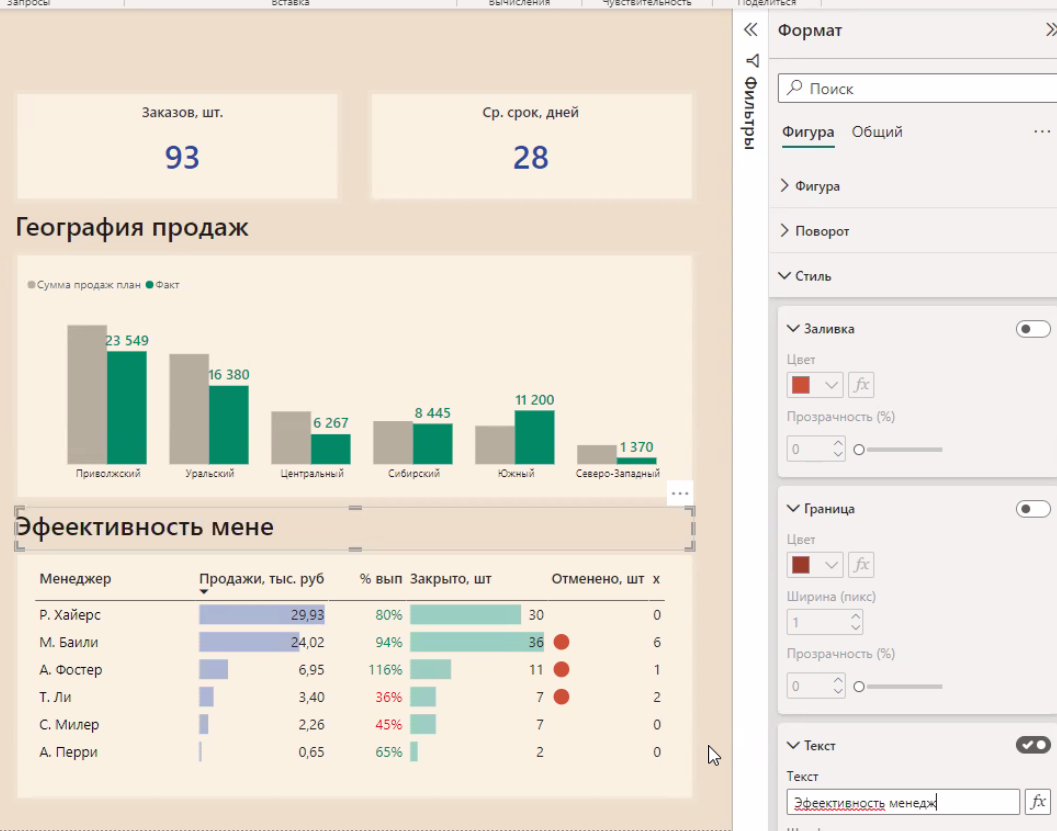 Запросы Вставка Вычисления Чувствительность Поделиться
Заказов, шт.
93
Ср. срок, дней
28
География продаж
Сумма продаж план Факт
23 549
16 380
6 267
8 445
11 200
1 370
Приволжский Уральский Центральный Сибирский Южный Северо-Западный
...
Эфеективность мене
Менеджер Продажи, тыс. руб % вып Закрыто, шт Отменено, шт x
Р. Хайерс 29,93 80% 30 0
М. Баили 24,02 94% 36 6
А. Фостер 6,95 116% 11 1
Т. Ли 3,40 36% 7 2
С. Милер 2,26 45% 7 0
А. Перри 0,65 65% 2 0
Фильтры
Формат
Поиск
Фигура Общий ...
Фигура
Поворот
Стиль
Заливка
Цвет
fx
Прозрачность (%)
0
Граница
Цвет
fx
Ширина (пикс)
1
Прозрачность (%)
0
Текст
Текст
Эфеективность менедж fx